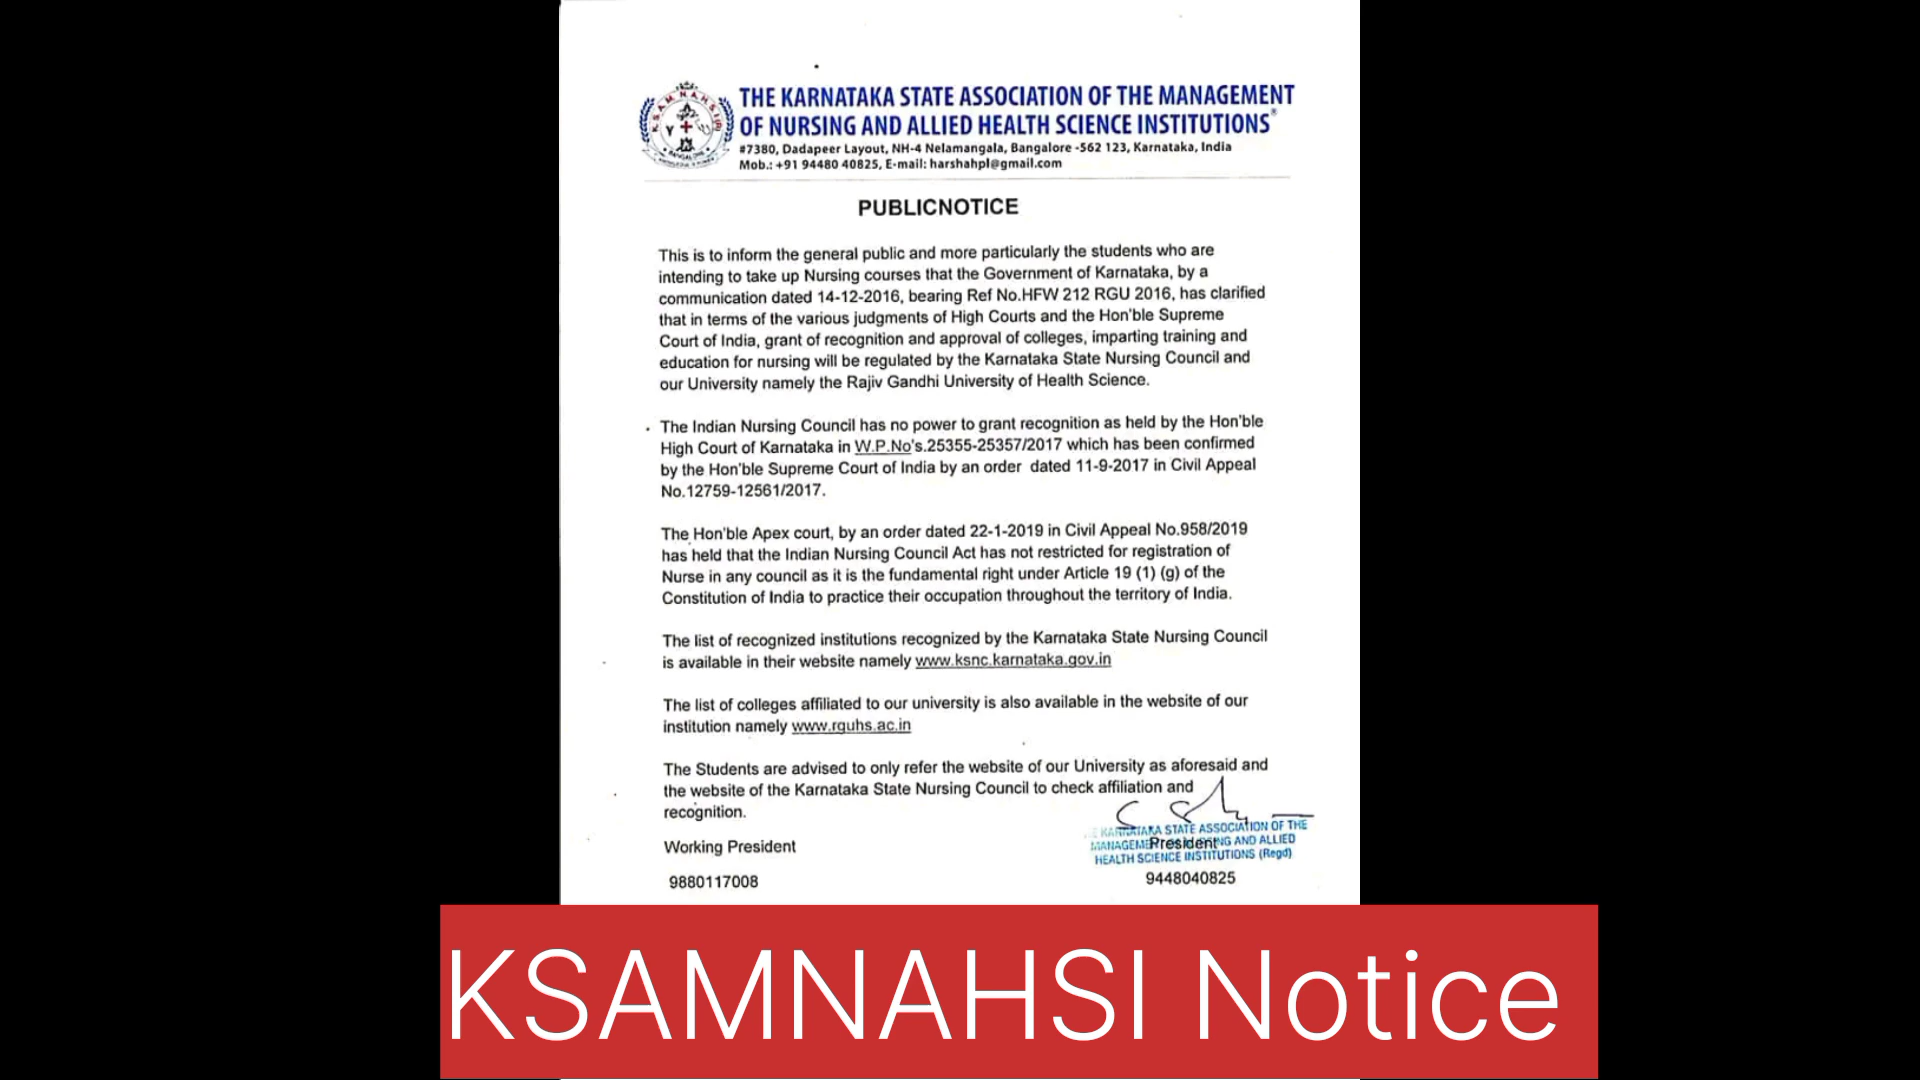 THE KARNATAKA STATE ASSOCIATION OF THE MANAGEMENT
OF NURSING AND ALLIED HEALTH SCIENCE INSTITUTIONS®
#7380, Dadapeer Layout, NH-4 Nelamangala, Bangalore -562 123, Karnataka, India
Mob.: +91 94480 40825, E-mail: harshahpl@gmail.com
PUBLICNOTICE
This is to inform the general public and more particularly the students who are
intending to take up Nursing courses that the Government of Karnataka, by a
communication dated 14-12-2016, bearing Ref No.HFW 212 RGU 2016, has clarified
that in terms of the various judgments of High Courts and the Hon'ble Supreme
Court of India, grant of recognition and approval of colleges, imparting training and
education for nursing will be regulated by the Karnataka State Nursing Council and
our University namely the Rajiv Gandhi University of Health Science.
The Indian Nursing Council has no power to grant recognition as held by the Hon'ble
High Court of Karnataka in W.P.No's.25355-25357/2017 which has been confirmed
by the Hon'ble Supreme Court of India by an order dated 11-9-2017 in Civil Appeal
No.12759-12561/2017.
The Hon'ble Apex court, by an order dated 22-1-2019 in Civil Appeal No.958/2019
has held that the Indian Nursing Council Act has not restricted for registration of
Nurse in any council as it is the fundamental right under Article 19 (1) (g) of the
Constitution of India to practice their occupation throughout the territory of India.
The list of recognized institutions recognized by the Karnataka State Nursing Council
is available in their website namely www.ksnc.karnataka.gov.in
The list of colleges affiliated to our university is also available in the website of our
institution namely www.rguhs.ac.in
The Students are advised to only refer the website of our University as aforesaid and
the website of the Karnataka State Nursing Council to check affiliation and
recognition.
KARNATAKA STATE ASSOCIATION OF THE
Working President
President
AND ALLIED
HEALTH SCIENCE INSTITUTIONS (Regd)
9880117008
9448040825
KSAMNAHSI Notice